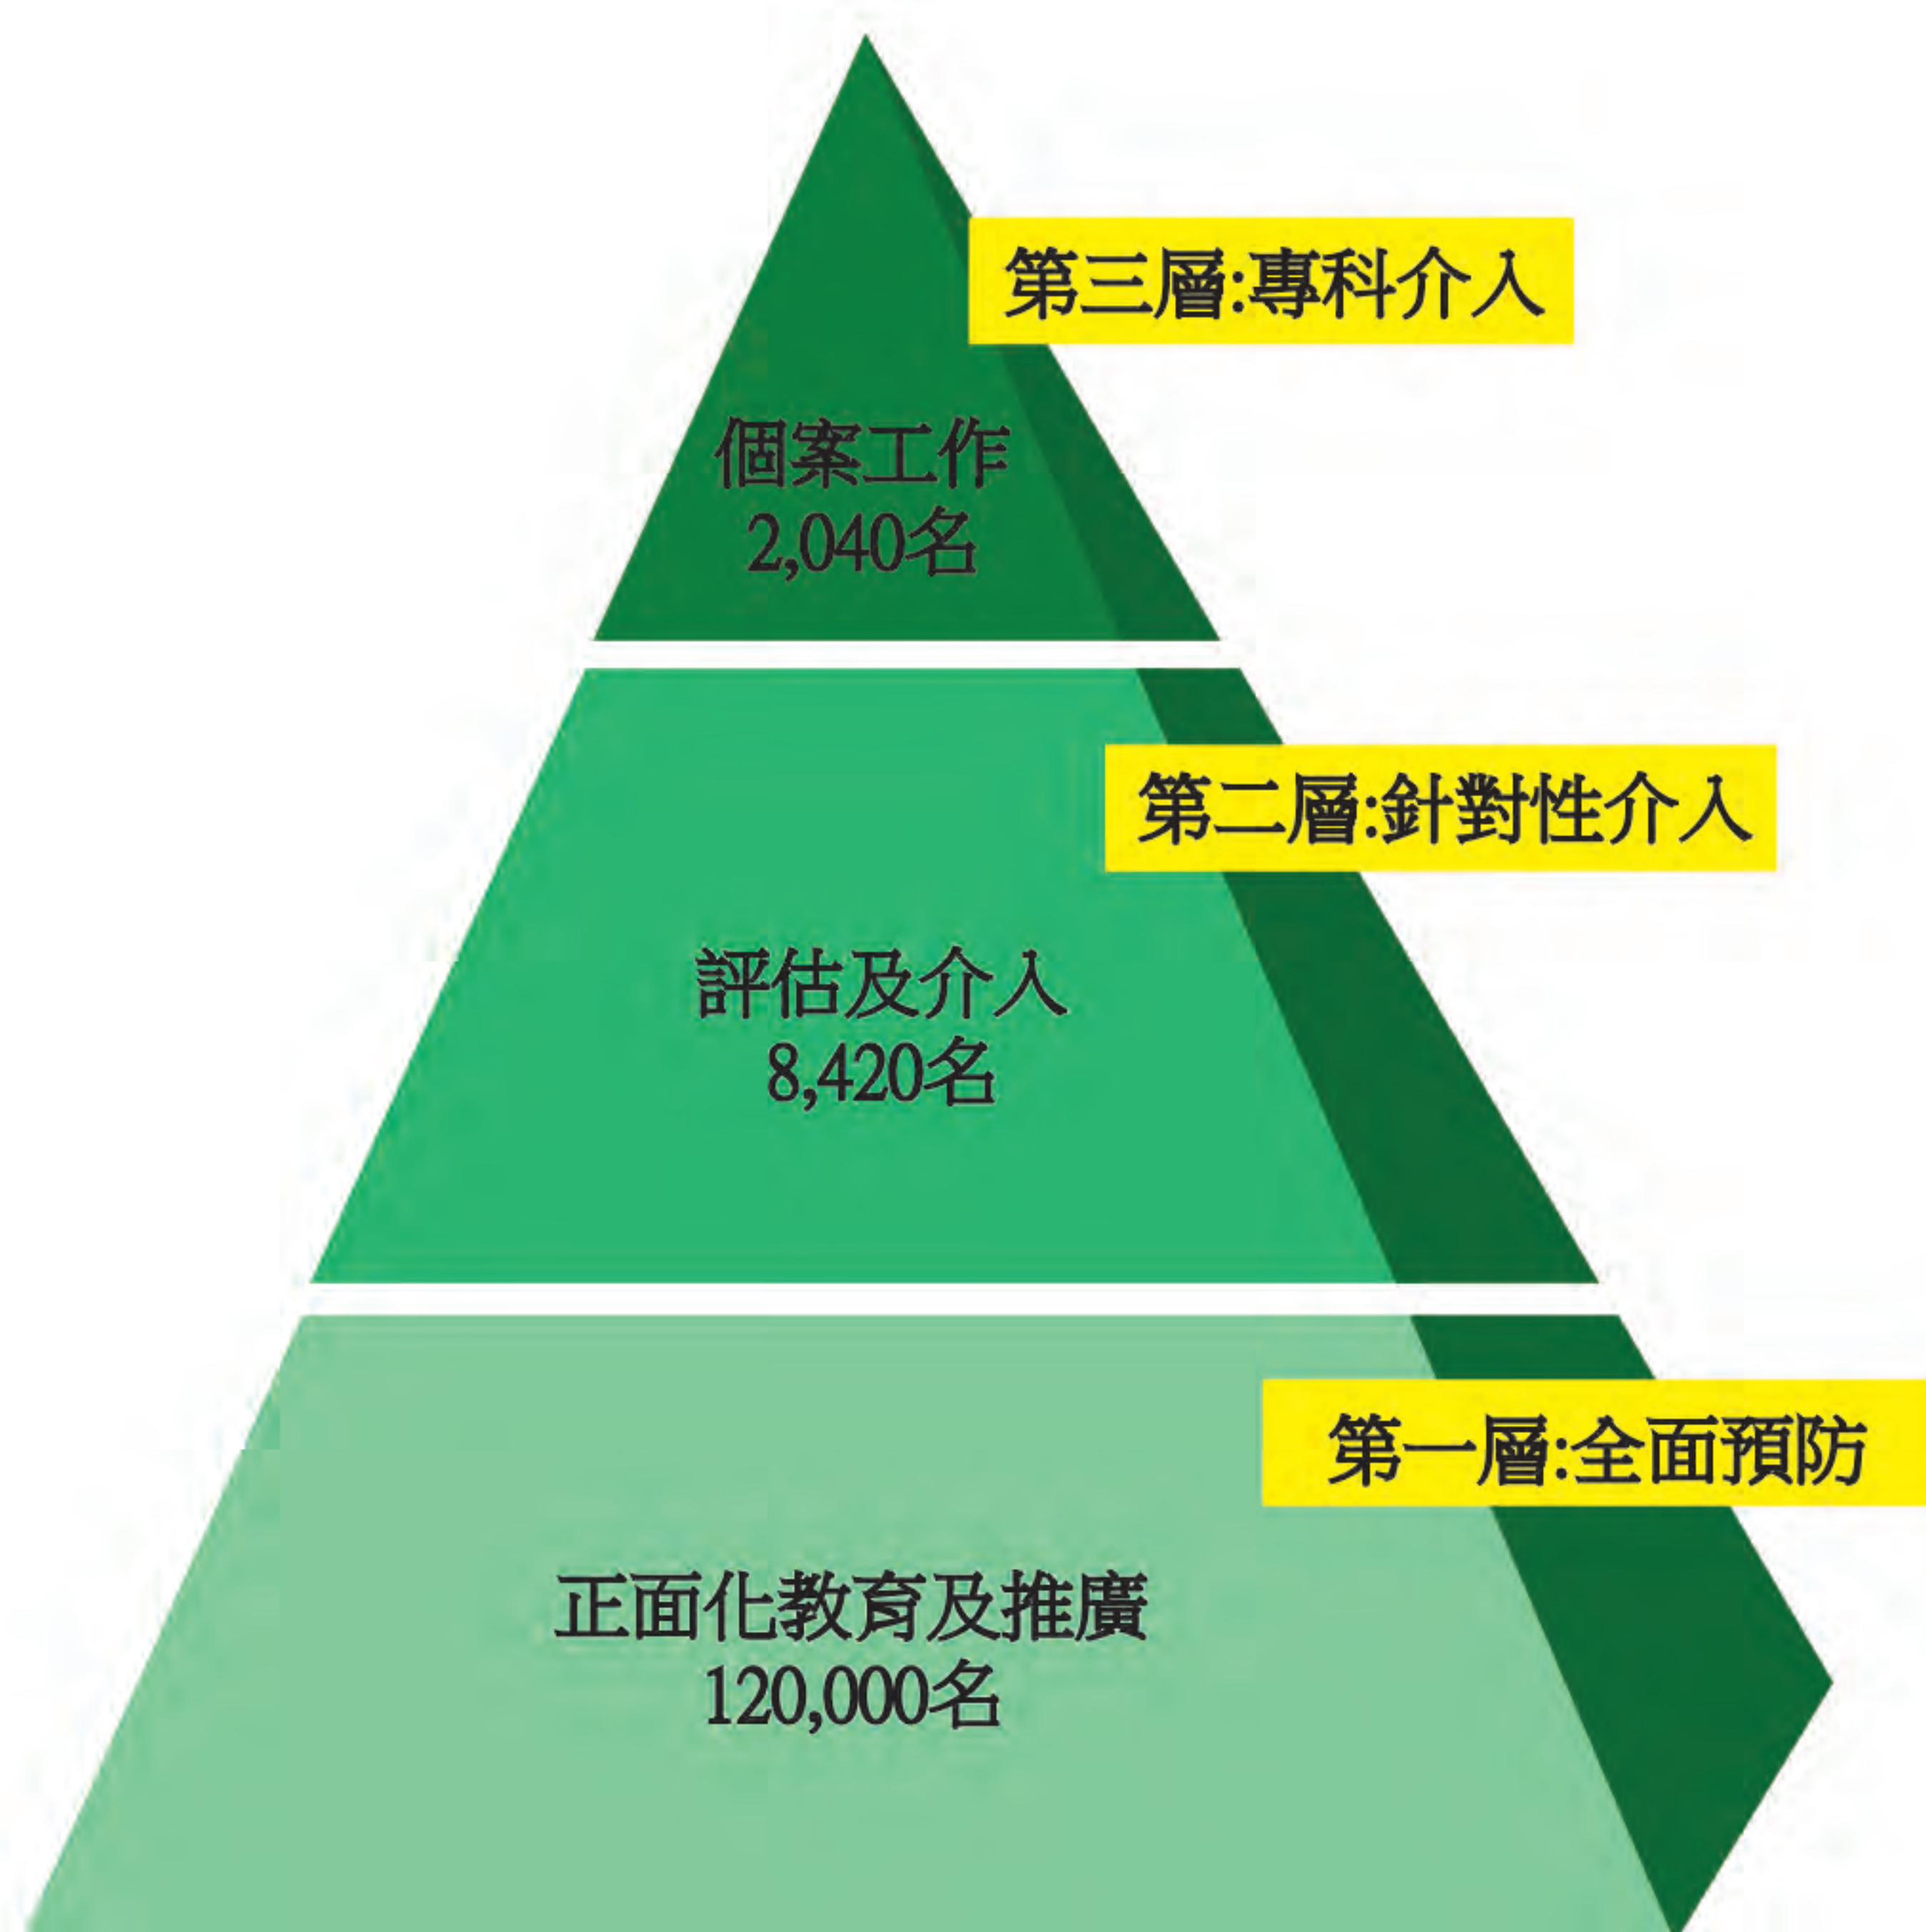 第三層:專科介入
個案工作
2,040名
第二層:針對性介入
評估及介入
8,420名
第一層:全面預防
正面化教育及推廣
120,000名